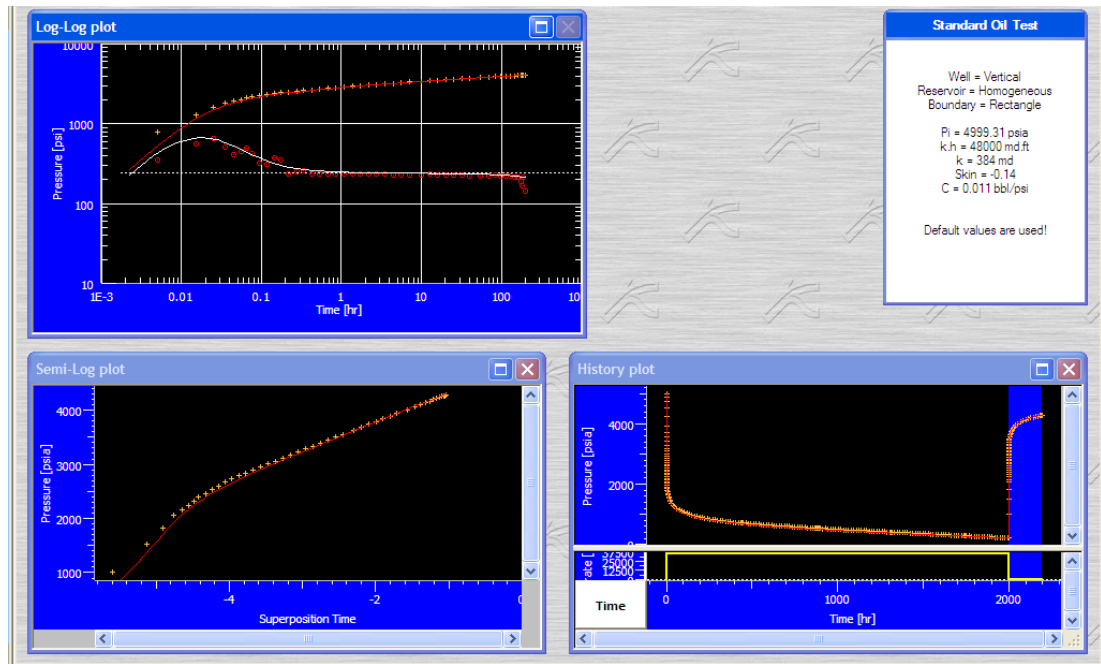 Log-Log plot
10000
1000
100
10
Pressure [psi]
1E-3 0.01 0.1 1 10 100 10
Time [hr]
Standard Oil Test
Well = Vertical
Reservoir = Homogeneous
Boundary = Rectangle
Pi = 4999.31 psia
k.h = 48000 md.ft
k = 384 md
Skin = -0.14
C = 0.011 bbl/psi
Default values are used!
Semi-Log plot
4000
3000
2000
1000
Pressure [psia]
-4 -2
Superposition Time
History plot
4000
2000
Pressure [psia]
37500
25000
12500
ate [
Time
0 1000 2000
Time [hr]